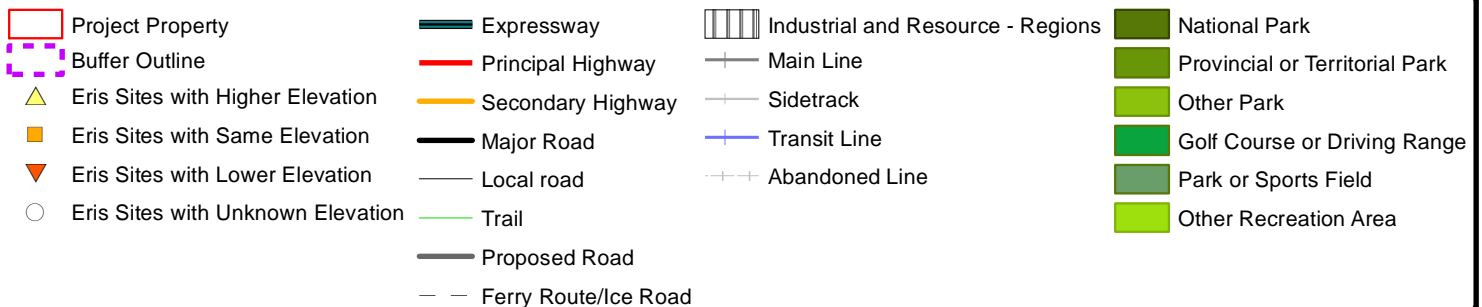 Project Property
Buffer Outline
Eris Sites with Higher Elevation
Eris Sites with Same Elevation
Eris Sites with Lower Elevation
Eris Sites with Unknown Elevation
Expressway
Principal Highway
Secondary Highway
Major Road
Local road
Trail
Proposed Road
Ferry Route/Ice Road
Industrial and Resource - Regions
Main Line
Sidetrack
Transit Line
Abandoned Line
National Park
Provincial or Territorial Park
Other Park
Golf Course or Driving Range
Park or Sports Field
Other Recreation Area